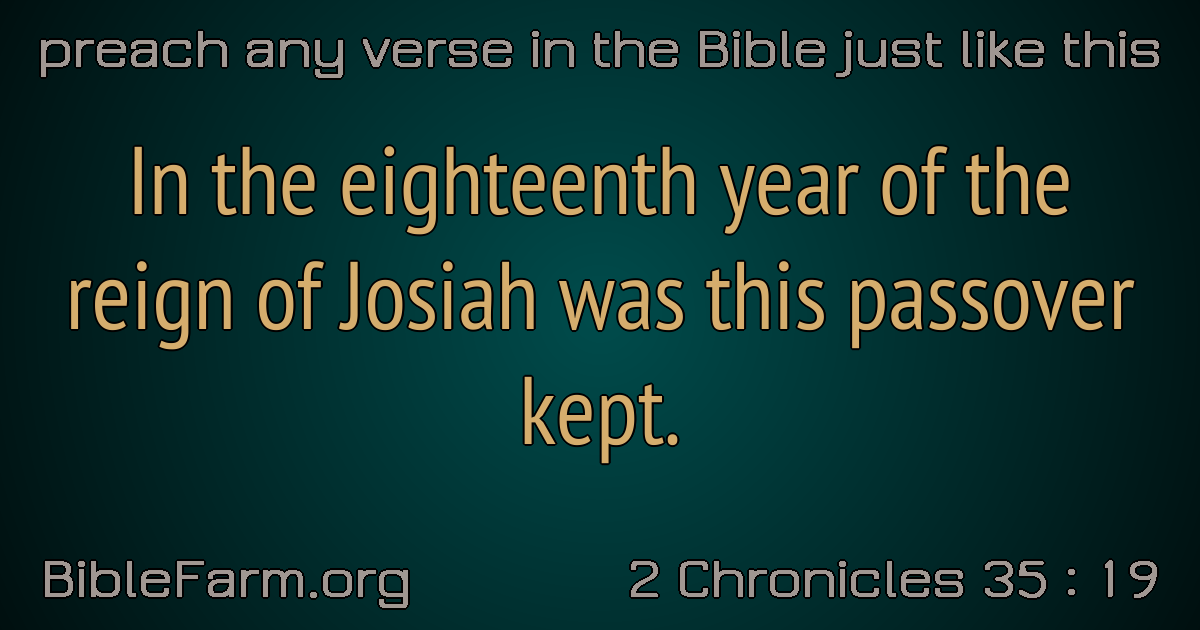 preach any verse in the Bible just like this
In the eighteenth year of the
reign of Josiah was this passover
kept.
BibleFarm.org
2 Chronicles 35 : 19